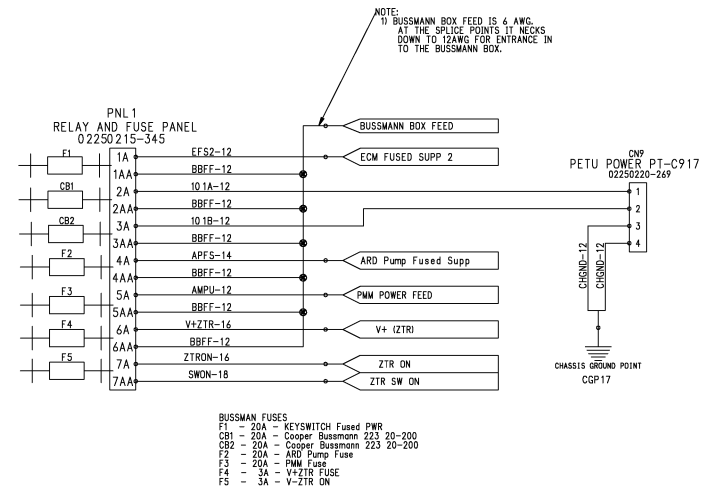 NOTE:
1) BUSSMANN BOX FEED IS 6 AWG.
AT THE SPLICE POINTS IT NECKS
DOWN TO 12AWG FOR ENTRANCE IN
TO THE BUSSMANN BOX.
PNL1
RELAY AND FUSE PANEL
02250215-345
BUSSMANN BOX FEED
F1
1A
EFS2-12
ECM FUSED SUPP 2
1AA
BBFF-12
CB1
2A
101A-12
2AA
BBFF-12
CB2
3A
101B-12
3AA
BBFF-12
F2
4A
APFS-14
ARD Pump Fused Supp
4AA
BBFF-12
F3
5A
AMPU-12
PMM POWER FEED
5AA
BBFF-12
F4
6A
V+ZTR-16
V+ (ZTR)
6AA
BBFF-12
F5
7A
ZTRON-16
ZTR ON
7AA
SWON-18
ZTR SW ON
CN9
PETU POWER PT-C917
02250220-269
1
2
3
4
CHGND-12
CHGND-12
CHASSIS GROUND POINT
CGP17
BUSSMAN FUSES
F1 - 20A - KEYSWITCH Fused PWR
CB1 - 20A - Cooper Bussmann 223 20-200
CB2 - 20A - Cooper Bussmann 223 20-200
F2 - 20A - ARD Pump Fuse
F3 - 20A - PMM Fuse
F4 - 3A - V+ZTR FUSE
F5 - 3A - V-ZTR ON